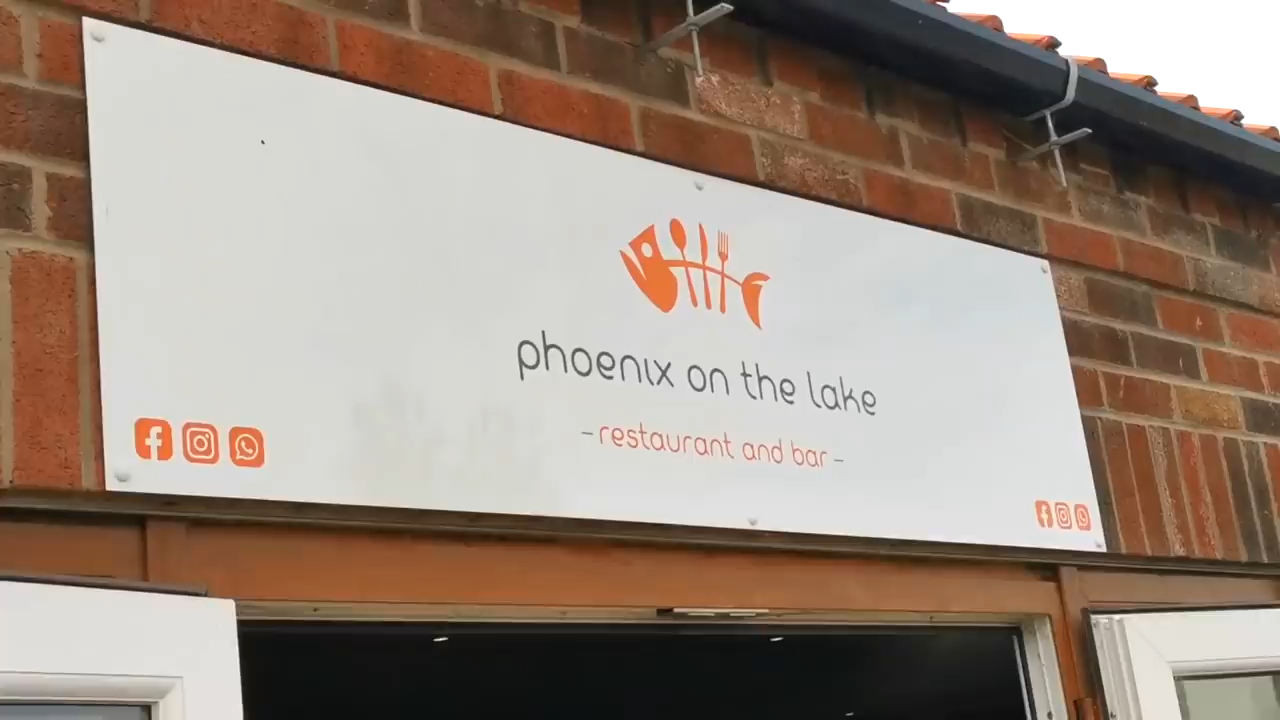 phoenix on the lake
-restaurant and bar-